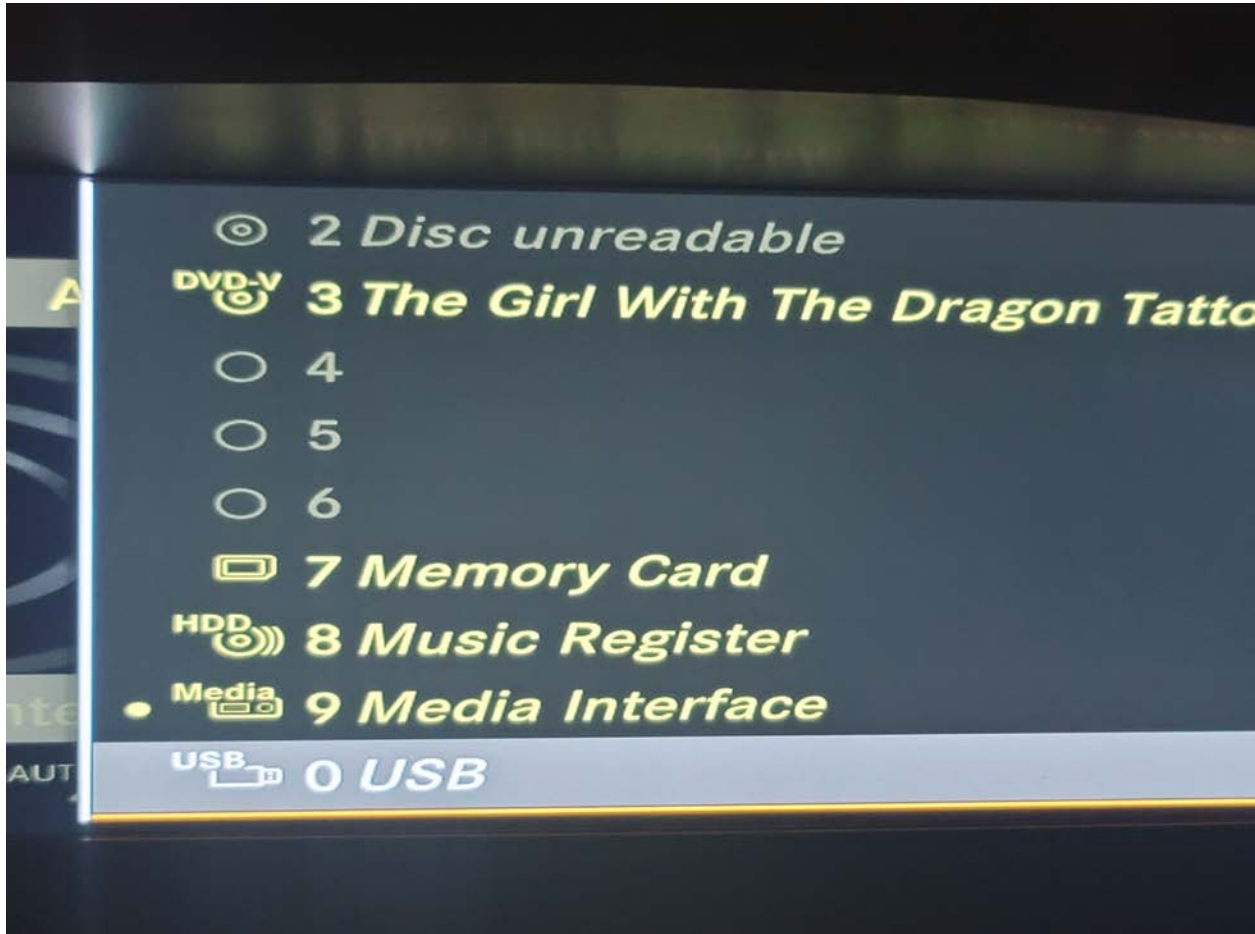 2 Disc unreadable
DVD-V 3 The Girl With The Dragon Tatto
4
5
6
7 Memory Card
HDD 8 Music Register
Media 9 Media Interface
USB 0 USB
AUT